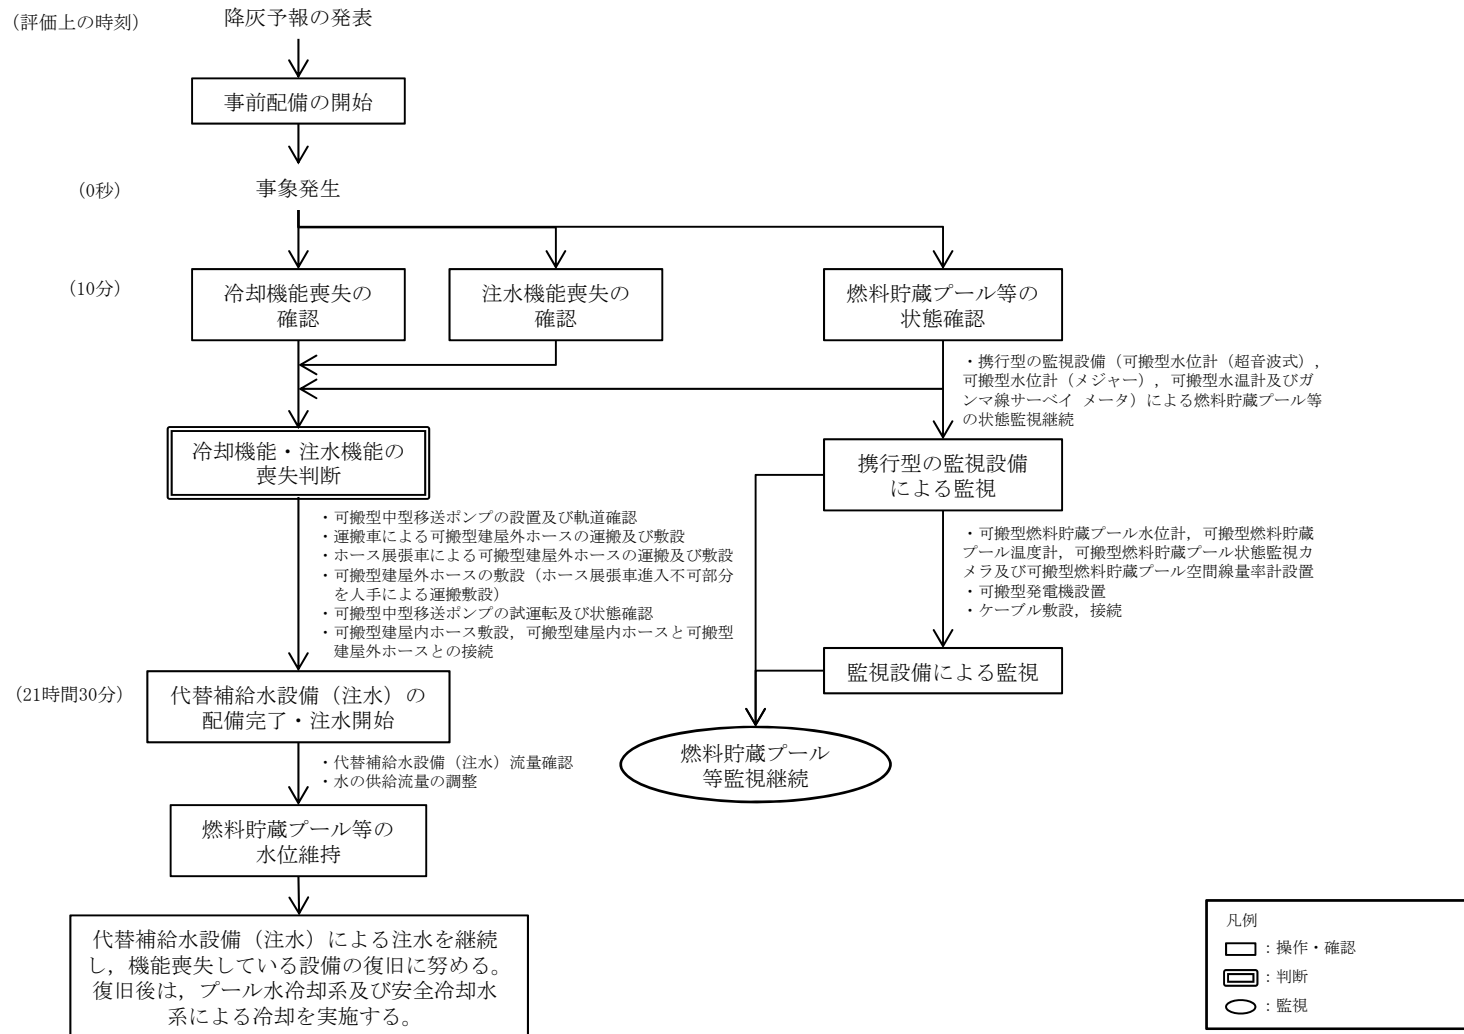 (評価上の時刻)
降灰予報の発表
事前配備の開始
(0秒)
事象発生
(10分)
冷却機能喪失の
確認
注水機能喪失の
確認
燃料貯蔵プール等の
状態確認
・携行型の監視設備（可搬型水位計（超音波式），
可搬型水位計（メジャー），可搬型水温計及びガ
ンマ線サーベイ メータ）による燃料貯蔵プール等
の状態監視継続
冷却機能・注水機能の
喪失判断
携行型の監視設備
による監視
・可搬型中型移送ポンプの設置及び軌道確認
・運搬車による可搬型建屋外ホースの運搬及び敷設
・ホース展張車による可搬型建屋外ホースの運搬及び敷設
・可搬型建屋外ホースの敷設（ホース展張車進入不可部分
を人手による運搬敷設）
・可搬型中型移送ポンプの試運転及び状態確認
・可搬型建屋内ホース敷設，可搬型建屋内ホースと可搬型
建屋外ホースとの接続
・可搬型燃料貯蔵プール水位計，可搬型燃料貯蔵
プール温度計，可搬型燃料貯蔵プール状態監視カ
メラ及び可搬型燃料貯蔵プール空間線量率計設置
・可搬型発電機設置
・ケーブル敷設，接続
監視設備による監視
(21時間30分)
代替補給水設備（注水）の
配備完了・注水開始
・代替補給水設備（注水）流量確認
・水の供給流量の調整
燃料貯蔵プール
等監視継続
燃料貯蔵プール等の
水位維持
代替補給水設備（注水）による注水を継続
し，機能喪失している設備の復旧に努める。
復旧後は，プール水冷却系及び安全冷却水
系による冷却を実施する。
凡例
：操作・確認
：判断
：監視